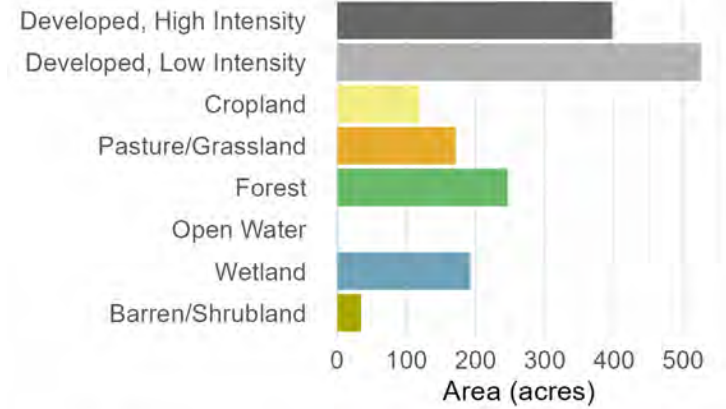 Developed, High Intensity
Developed, Low Intensity
Cropland
Pasture/Grassland
Forest
Open Water
Wetland
Barren/Shrubland
0 100 200 300 400 500
Area (acres)